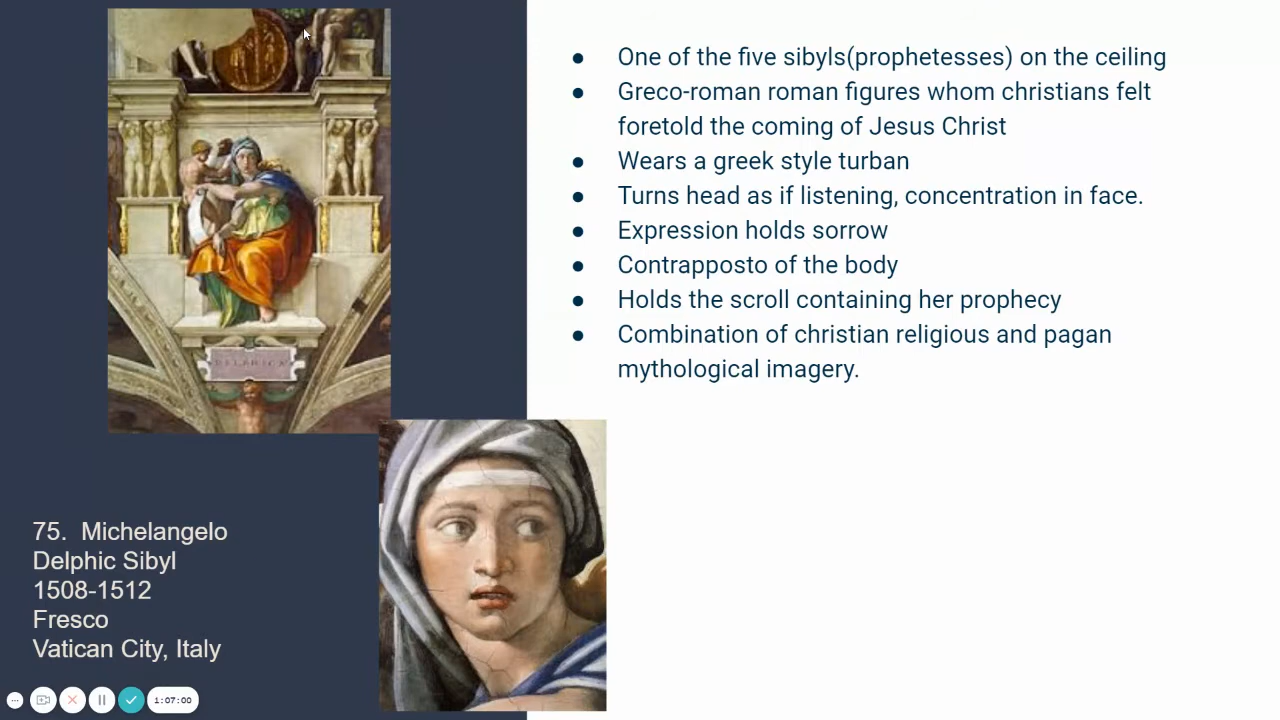 ● One of the five sibyls(prophetesses) on the ceiling
● Greco-roman roman figures whom christians felt
foretold the coming of Jesus Christ
● Wears a greek style turban
● Turns head as if listening, concentration in face.
● Expression holds sorrow
● Contrapposto of the body
● Holds the scroll containing her prophecy
● Combination of christian religious and pagan
mythological imagery.
DELPHICA
75. Michelangelo
Delphic Sibyl
1508-1512
Fresco
Vatican City, Italy
1:07:00